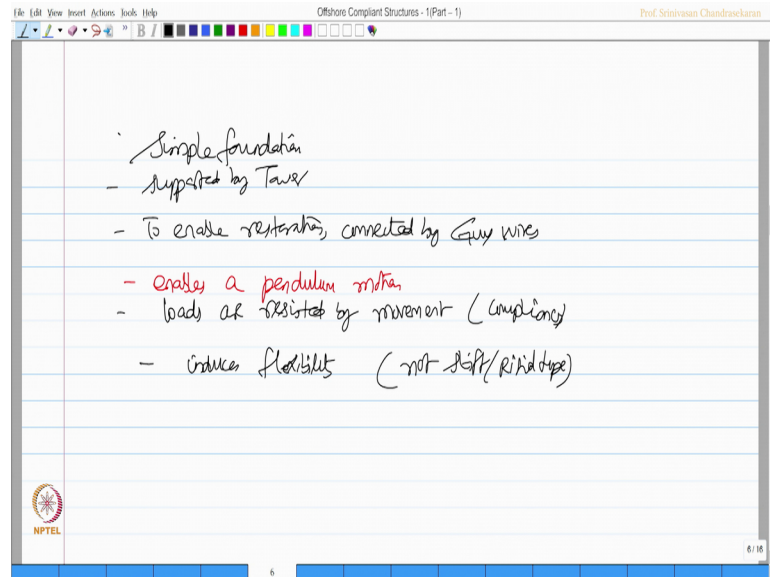 File Edit View Insert Actions Tools Help
Offshore Compliant Structures - 1(Part – 1)
Prof. Srinivasan Chandrasekaran
B I
Simple foundation
- supported by Tower
- To enable restoration, connected by Guy wires
- enables a pendulum motion
- loads are resisted by movement (compliancy)
- induces flexibility (not stiff/Rigid type)
NPTEL
6/16
6